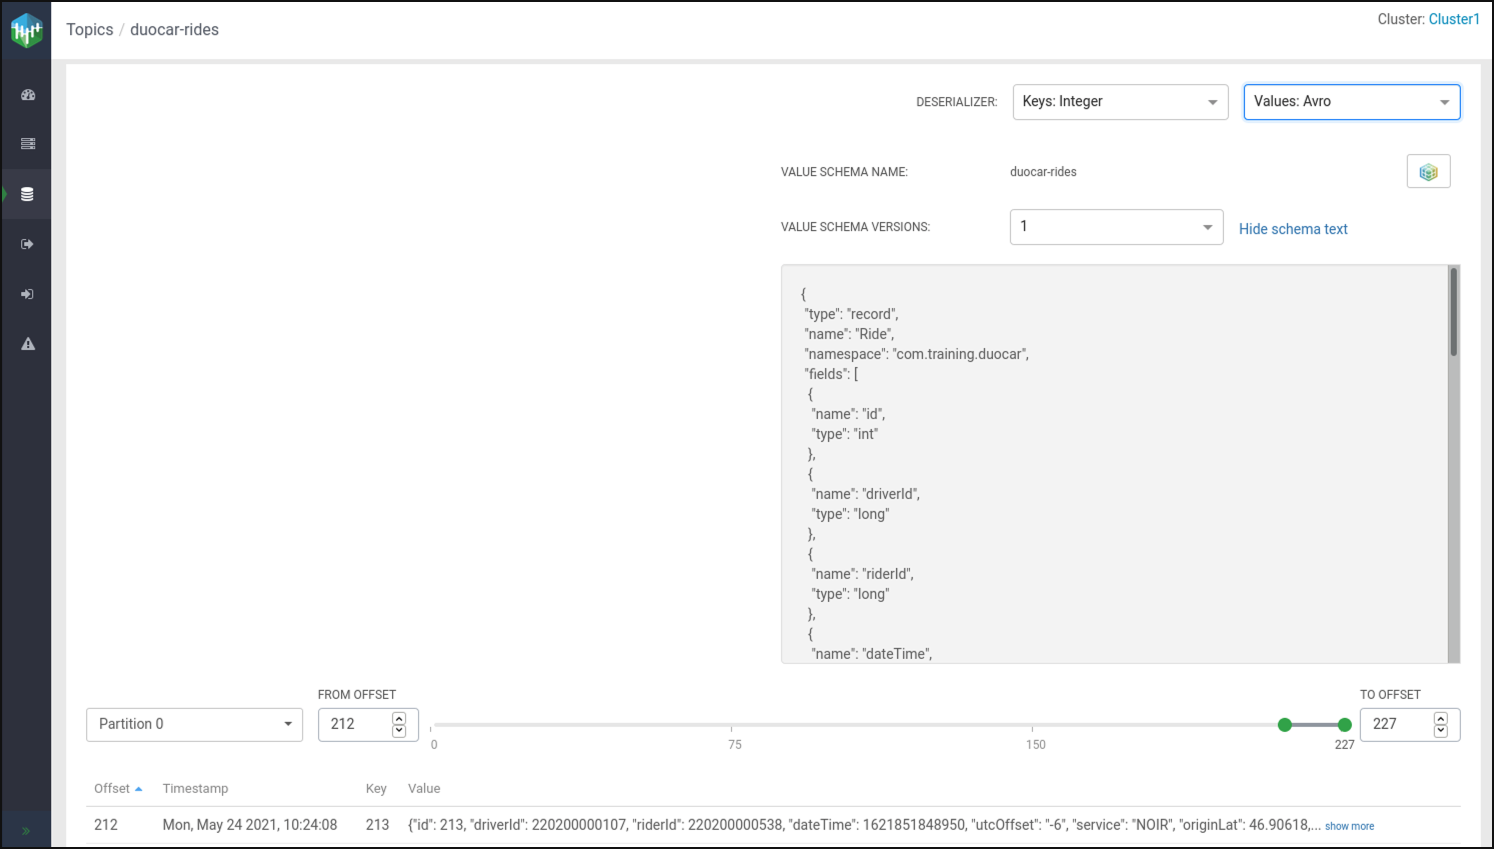 Topics / duocar-rides
Cluster: Cluster1
DESERIALIZER: Keys: Integer Values: Avro
VALUE SCHEMA NAME: duocar-rides
VALUE SCHEMA VERSIONS: 1 Hide schema text
{
"type": "record",
"name": "Ride",
"namespace": "com.training.duocar",
"fields": [
{
"name": "id",
"type": "int"
},
{
"name": "driverId",
"type": "long"
},
{
"name": "riderId",
"type": "long"
},
{
"name": "dateTime",
FROM OFFSET TO OFFSET
Partition 0 212 227
0 75 150 227
Offset Timestamp Key Value
212 Mon, May 24 2021, 10:24:08 213 {"id": 213, "driverId": 220200000107, "riderId": 220200000538, "dateTime": 1621851848950, "utcOffset": "-6", "service": "NOIR", "originLat": 46.90618,... show more